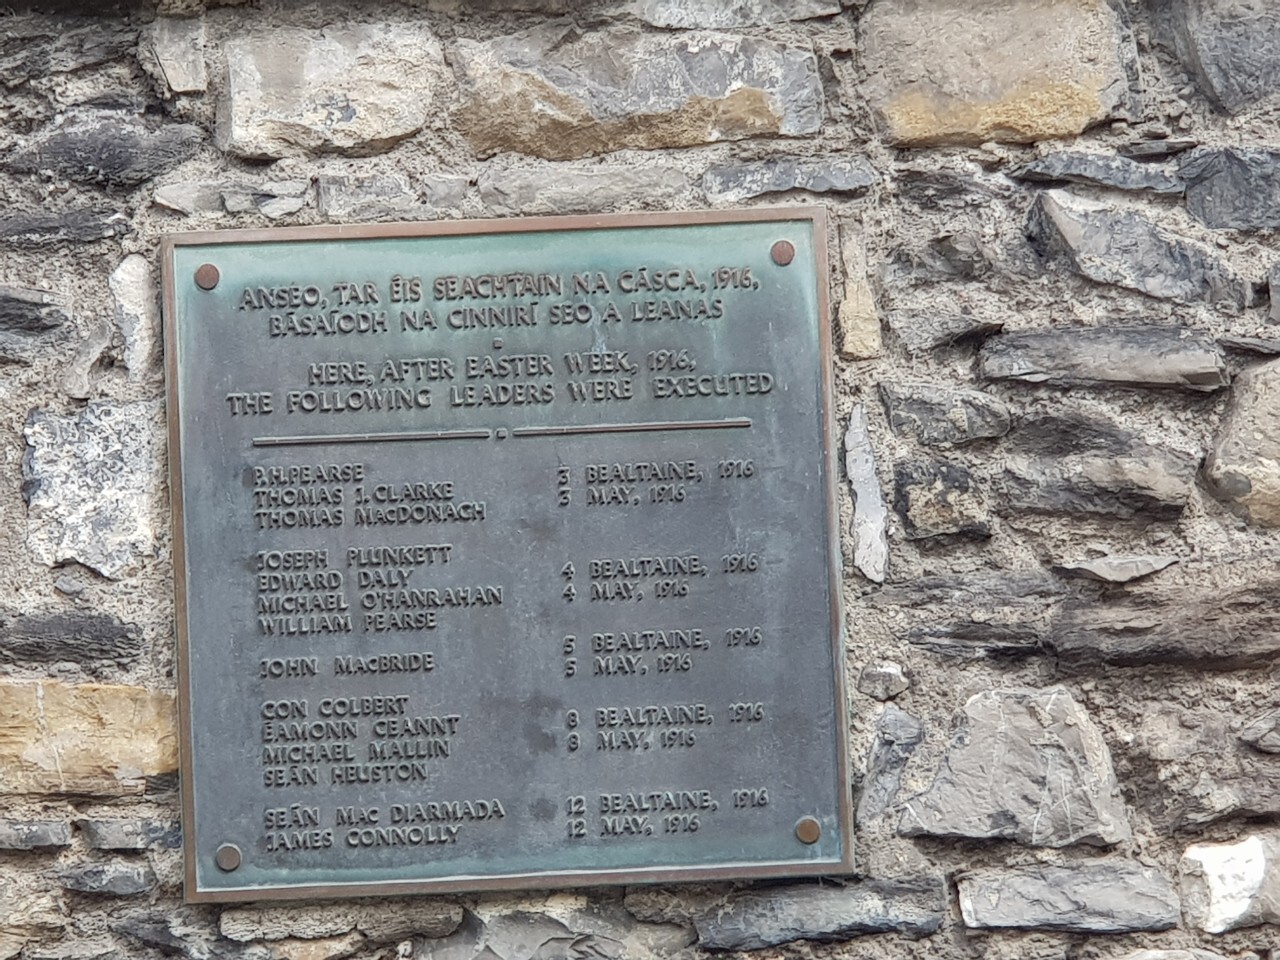 ANSEO, TAR ÉIS SEACHTAIN NA CÁSCA, 1916,
BÁSAÍODH NA CINNIRÍ SEO A LEANAS
HERE, AFTER EASTER WEEK, 1916,
THE FOLLOWING LEADERS WERE EXECUTED
P.H.PEARSE 3 BEALTAINE, 1916
THOMAS J.CLARKE 3 MAY, 1916
THOMAS MACDONAGH
JOSEPH PLUNKETT
EDWARD DALY 4 BEALTAINE, 1916
MICHAEL O'HANRAHAN 4 MAY, 1916
WILLIAM PEARSE
5 BEALTAINE, 1916
JOHN MACBRIDE 5 MAY, 1916
CON COLBERT
ÉAMONN CEANNT 8 BEALTAINE, 1916
MICHAEL MALLIN 8 MAY, 1916
SEÁN HEUSTON
SEÁN MAC DIARMADA 12 BEALTAINE, 1916
JAMES CONNOLLY 12 MAY, 1916